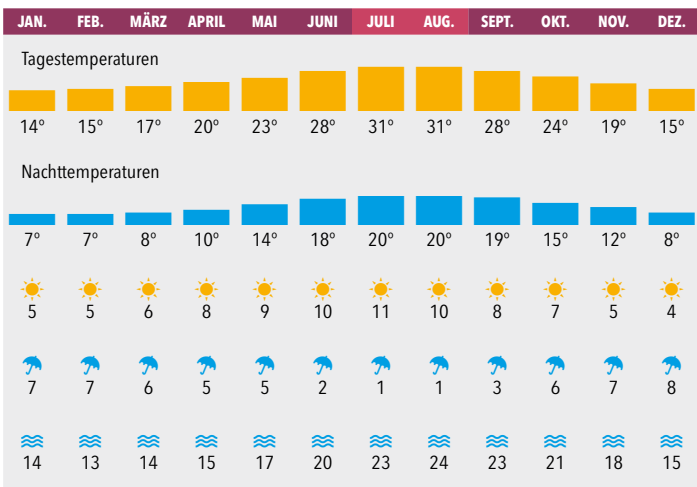 JAN. FEB. MÄRZ APRIL MAI JUNI JULI AUG. SEPT. OKT. NOV. DEZ.
Tagestemperaturen
14° 15° 17° 20° 23° 28° 31° 31° 28° 24° 19° 15°
Nachttemperaturen
7° 7° 8° 10° 14° 18° 20° 20° 19° 15° 12° 8°
5 5 6 8 9 10 11 10 8 7 5 4
7 7 6 5 5 2 1 1 3 6 7 8
14 13 14 15 17 20 23 24 23 21 18 15